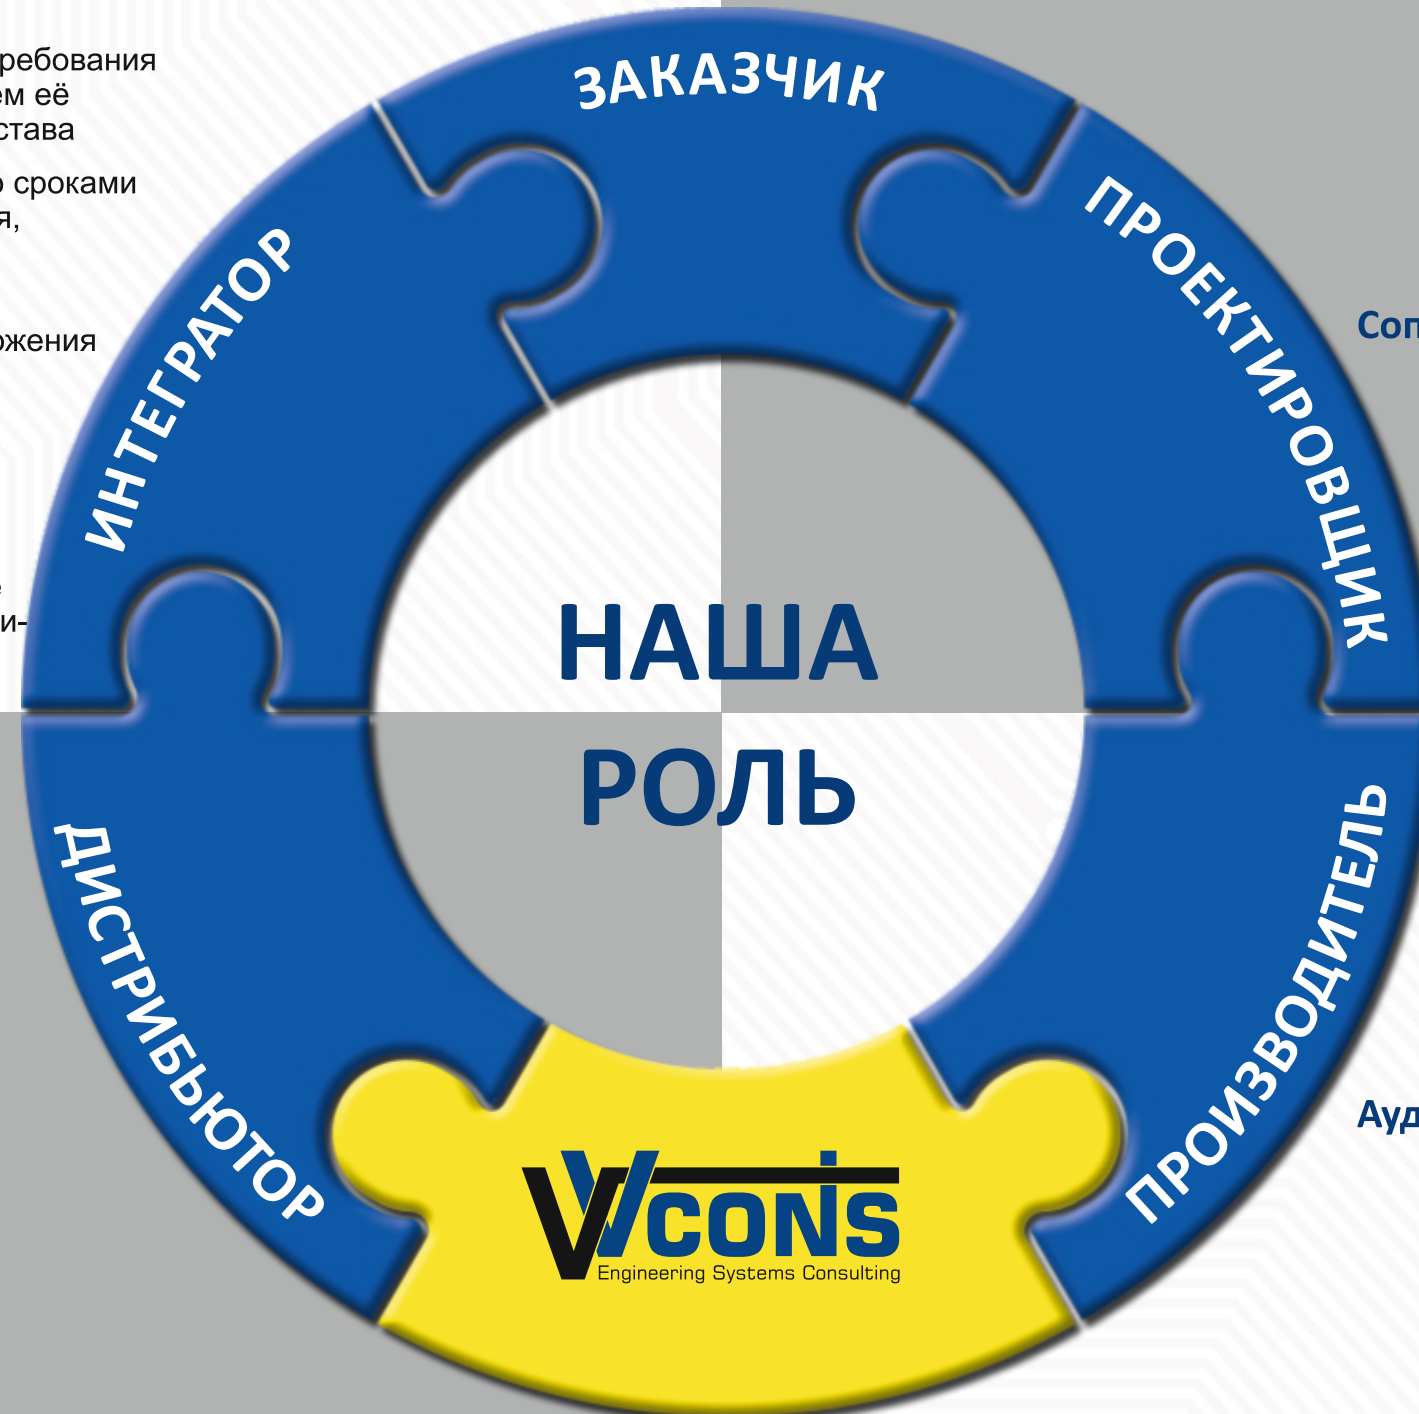 ребования
ем её
става
о сроками
я,
ожения
и-
ЗАКАЗЧИК
ПРОЕКТИРОВЩИК
ИНТЕГРАТОР
Соп
НАША
РОЛЬ
ДИСТРИБЬЮТОР
ПРОИЗВОДИТЕЛЬ
Ауд
VVcons
Engineering Systems Consulting